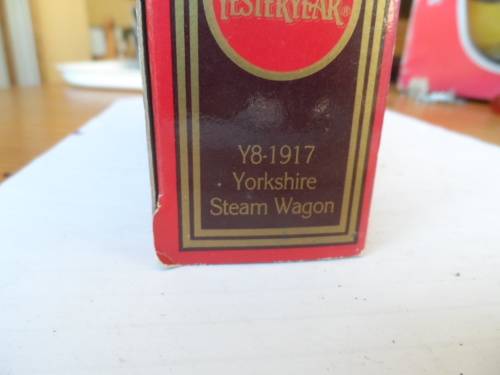 YESTERYEAR®
Y8-1917
Yorkshire
Steam Wagon